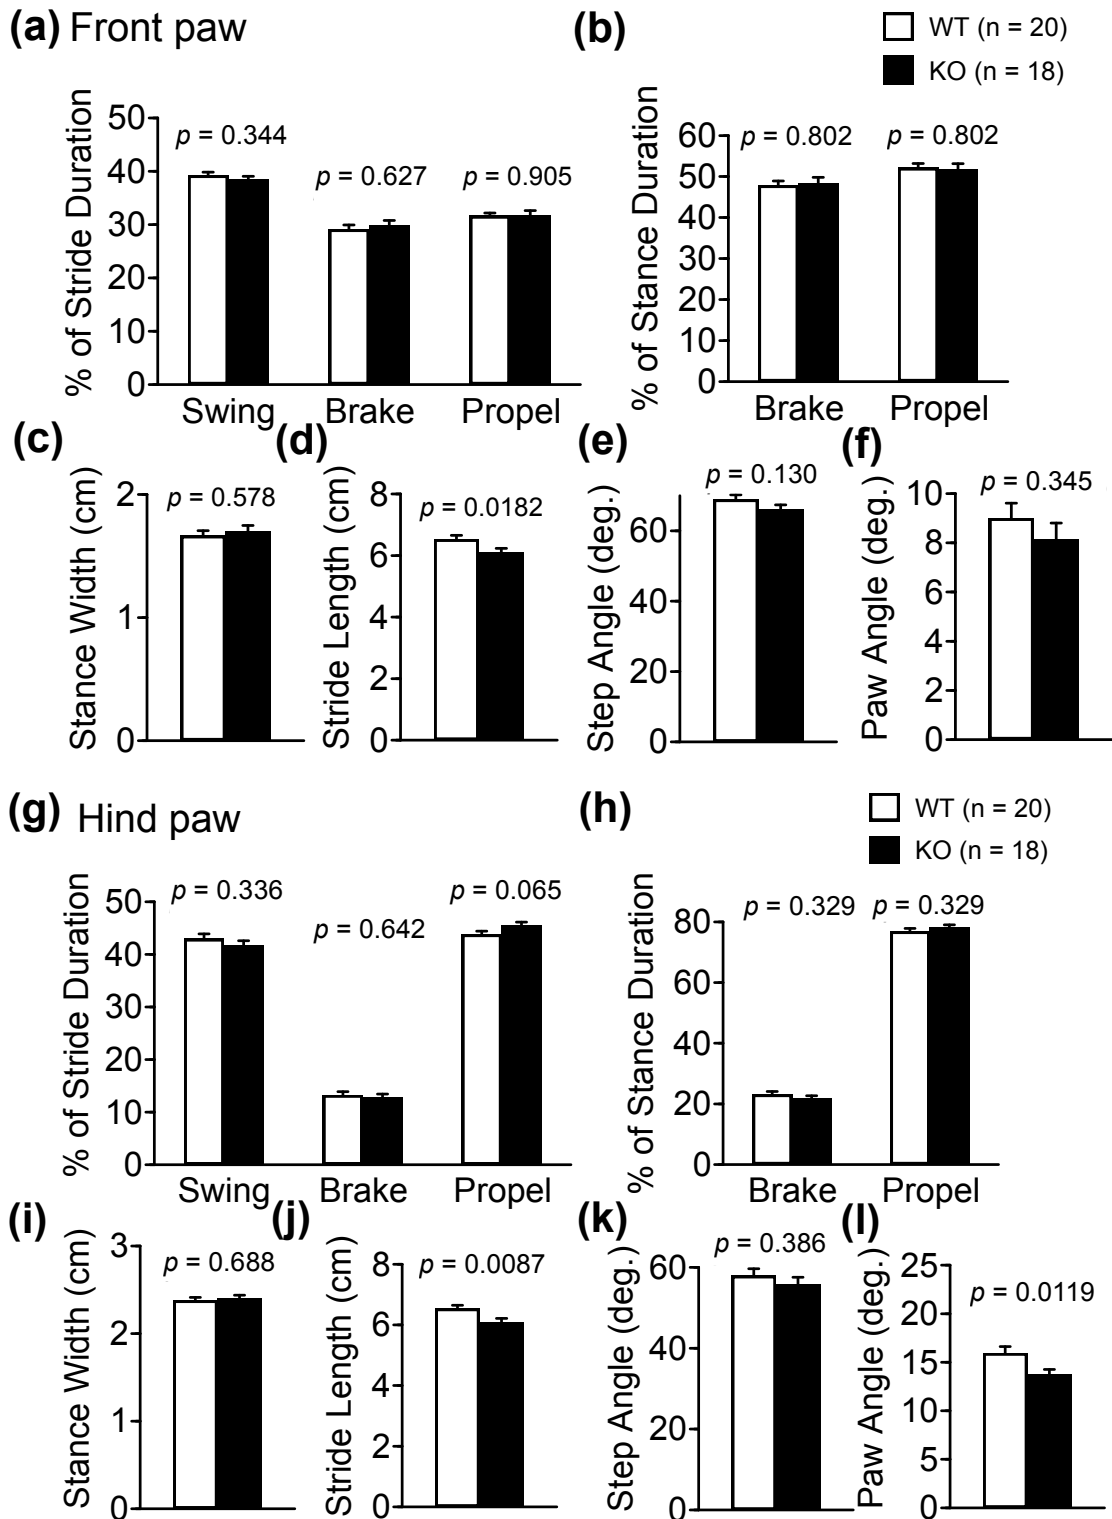 (a) Front paw
(b)
WT (n = 20)
KO (n = 18)
% of Stride Duration
50
40
30
20
10
0
p = 0.344
p = 0.627
p = 0.905
Swing Brake Propel
% of Stance Duration
60
50
40
30
20
10
0
p = 0.802 p = 0.802
Brake Propel
(c)
Stance Width (cm)
2
1
0
p = 0.578
(d)
Stride Length (cm)
8
6
4
2
0
p = 0.0182
(e)
Step Angle (deg.)
60
40
20
0
p = 0.130
(f)
Paw Angle (deg.)
10
8
6
4
2
0
p = 0.345
(g) Hind paw
(h)
WT (n = 20)
KO (n = 18)
% of Stride Duration
50
40
30
20
10
0
p = 0.336
p = 0.642
p = 0.065
Swing Brake Propel
% of Stance Duration
80
60
40
20
0
p = 0.329 p = 0.329
Brake Propel
(i)
Stance Width (cm)
3
2
1
0
p = 0.688
(j)
Stride Length (cm)
8
6
4
2
0
p = 0.0087
(k)
Step Angle (deg.)
60
40
20
0
p = 0.386
(l)
Paw Angle (deg.)
25
20
15
10
5
0
p = 0.0119